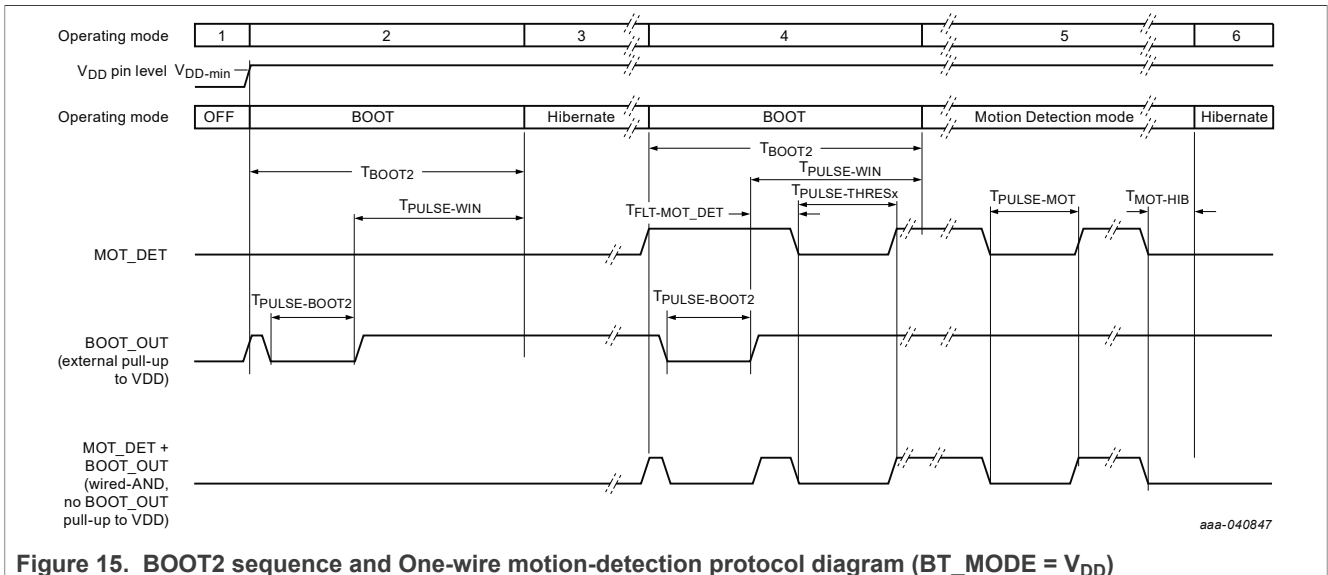 Operating mode 1 2 3 4 5 6
VDD pin level VDD-min
Operating mode OFF BOOT Hibernate BOOT Motion Detection mode Hibernate
TBOOT2 TBOOT2
TPULSE-WIN
TPULSE-WIN TFLT-MOT_DET TPULSE-THRESx TPULSE-MOT TMOT-HIB
MOT_DET
TPULSE-BOOT2 TPULSE-BOOT2
BOOT_OUT
(external pull-up
to VDD)
MOT_DET +
BOOT_OUT
(wired-AND,
no BOOT_OUT
pull-up to VDD)
aaa-040847
Figure 15. BOOT2 sequence and One-wire motion-detection protocol diagram (BT_MODE = VDD)